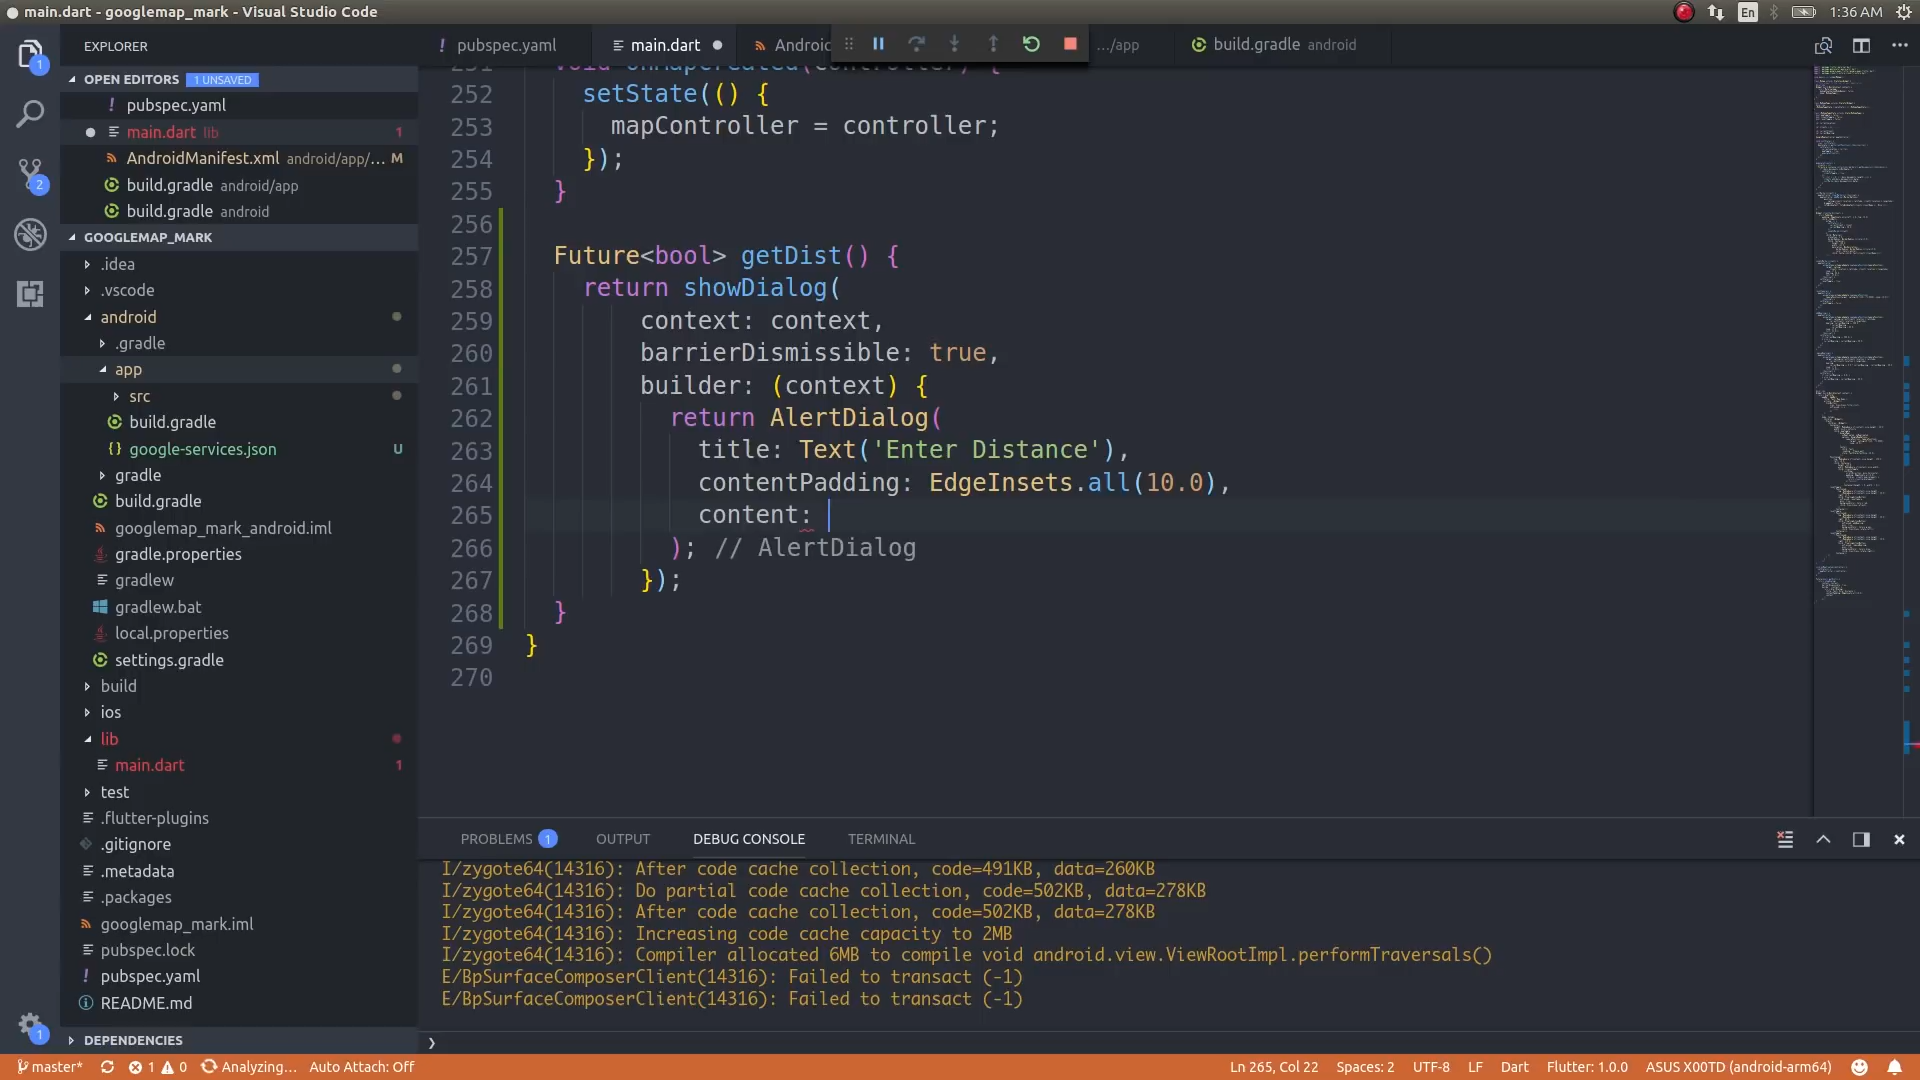 main.dart - googlemap_mark - Visual Studio Code
En
1:36 AM
EXPLORER
OPEN EDITORS 1 UNSAVED
! pubspec.yaml
main.dart lib 1
AndroidManifest.xml android/app/... M
build.gradle android/app
build.gradle android
GOOGLEMAP_MARK
.idea
.vscode
android
.gradle
app
src
build.gradle
{} google-services.json U
gradle
build.gradle
googlemap_mark_android.iml
gradle.properties
gradlew
gradlew.bat
local.properties
settings.gradle
build
ios
lib
main.dart 1
test
.flutter-plugins
.gitignore
.metadata
.packages
googlemap_mark.iml
pubspec.lock
! pubspec.yaml
README.md
DEPENDENCIES
1
2
1
! pubspec.yaml
main.dart
Android
.../app
build.gradle android
252 setState(() {
253 mapController = controller;
254 });
255 }
256
257 Future<bool> getDist() {
258 return showDialog(
259 context: context,
260 barrierDismissible: true,
261 builder: (context) {
262 return AlertDialog(
263 title: Text('Enter Distance'),
264 contentPadding: EdgeInsets.all(10.0),
265 content:
266 ); // AlertDialog
267 });
268 }
269 }
270
PROBLEMS 1 OUTPUT DEBUG CONSOLE TERMINAL
I/zygote64(14316): After code cache collection, code=491KB, data=260KB
I/zygote64(14316): Do partial code cache collection, code=502KB, data=278KB
I/zygote64(14316): After code cache collection, code=502KB, data=278KB
I/zygote64(14316): Increasing code cache capacity to 2MB
I/zygote64(14316): Compiler allocated 6MB to compile void android.view.ViewRootImpl.performTraversals()
E/BpSurfaceComposerClient(14316): Failed to transact (-1)
E/BpSurfaceComposerClient(14316): Failed to transact (-1)
master* 1 0 Analyzing... Auto Attach: Off Ln 265, Col 22 Spaces: 2 UTF-8 LF Dart Flutter: 1.0.0 ASUS X00TD (android-arm64)